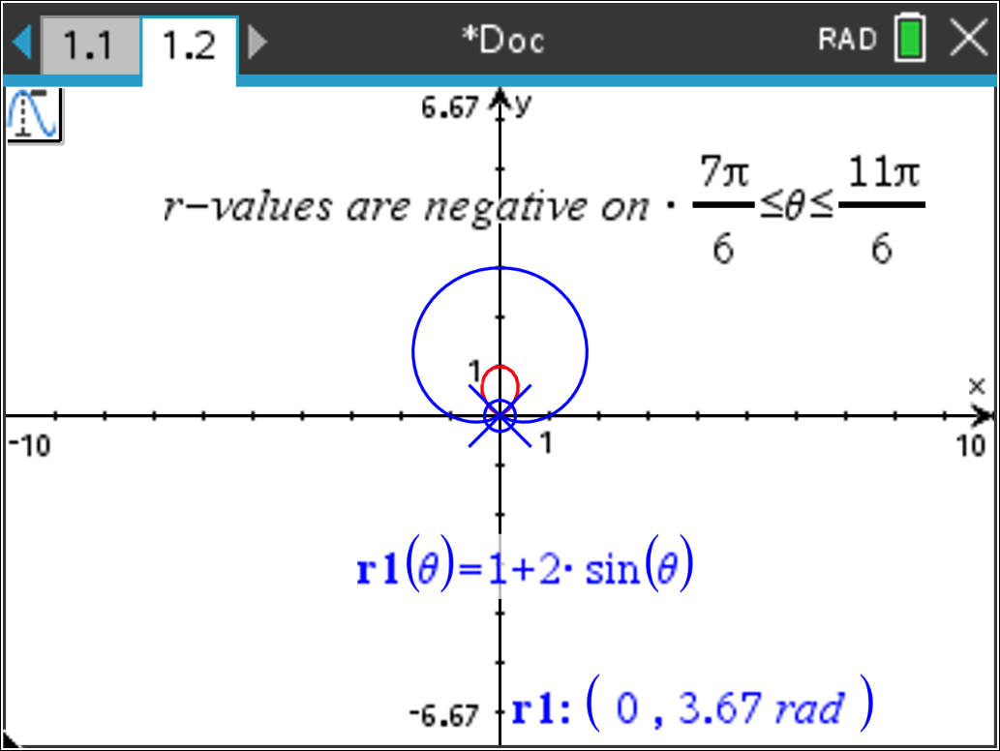 1.1 1.2 *Doc RAD
6.67 y
r–values are negative on · 7π/6 ≤θ≤ 11π/6
1
x
-10 1 10
r1(θ)=1+2· sin(θ)
-6.67 r1: ( 0 , 3.67 rad )